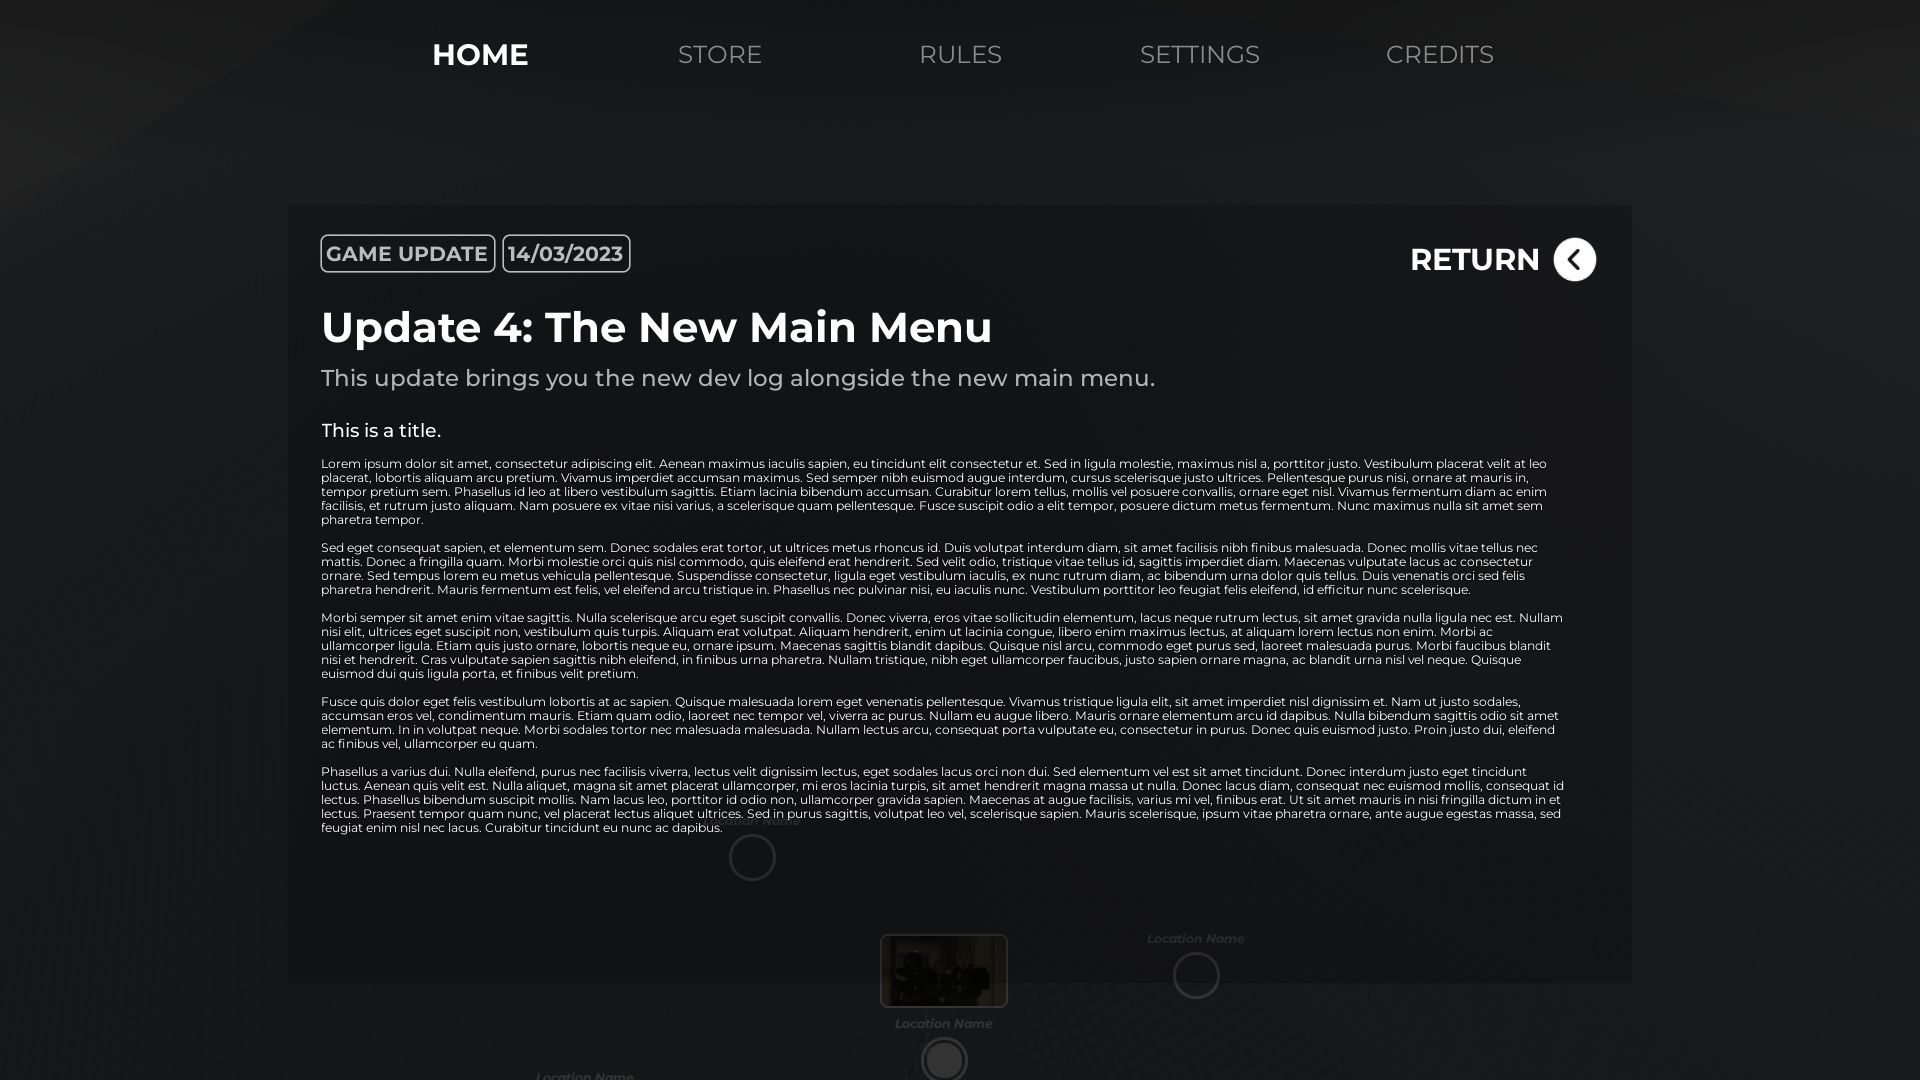 HOME STORE RULES SETTINGS CREDITS
GAME UPDATE 14/03/2023 RETURN
Update 4: The New Main Menu
This update brings you the new dev log alongside the new main menu.
This is a title.
Lorem ipsum dolor sit amet, consectetur adipiscing elit. Aenean maximus iaculis sapien, eu tincidunt elit consectetur et. Sed in ligula molestie, maximus nisl a, porttitor justo. Vestibulum placerat velit at leo
placerat, lobortis aliquam arcu pretium. Vivamus imperdiet accumsan maximus. Sed semper nibh euismod augue interdum, cursus scelerisque justo ultrices. Pellentesque purus nisi, ornare at mauris in,
tempor pretium sem. Phasellus id leo at libero vestibulum sagittis. Etiam lacinia bibendum accumsan. Curabitur lorem tellus, mollis vel posuere convallis, ornare eget nisl. Vivamus fermentum diam ac enim
facilisis, et rutrum justo aliquam. Nam posuere ex vitae nisi varius, a scelerisque quam pellentesque. Fusce suscipit odio a elit tempor, posuere dictum metus fermentum. Nunc maximus nulla sit amet sem
pharetra tempor.
Sed eget consequat sapien, et elementum sem. Donec sodales erat tortor, ut ultrices metus rhoncus id. Duis volutpat interdum diam, sit amet facilisis nibh finibus malesuada. Donec mollis vitae tellus nec
mattis. Donec a fringilla quam. Morbi molestie orci quis nisl commodo, quis eleifend erat hendrerit. Sed velit odio, tristique vitae tellus id, sagittis imperdiet diam. Maecenas vulputate lacus ac consectetur
ornare. Sed tempus lorem eu metus vehicula pellentesque. Suspendisse consectetur, ligula eget vestibulum iaculis, ex nunc rutrum diam, ac bibendum urna dolor quis tellus. Duis venenatis orci sed felis
pharetra hendrerit. Mauris fermentum est felis, vel eleifend arcu tristique in. Phasellus nec pulvinar nisi, eu iaculis nunc. Vestibulum porttitor leo feugiat felis eleifend, id efficitur nunc scelerisque.
Morbi semper sit amet enim vitae sagittis. Nulla scelerisque arcu eget suscipit convallis. Donec viverra, eros vitae sollicitudin elementum, lacus neque rutrum lectus, sit amet gravida nulla ligula nec est. Nullam
nisi elit, ultrices eget suscipit non, vestibulum quis turpis. Aliquam erat volutpat. Aliquam hendrerit, enim ut lacinia congue, libero enim maximus lectus, at aliquam lorem lectus non enim. Morbi ac
ullamcorper ligula. Etiam quis justo ornare, lobortis neque eu, ornare ipsum. Maecenas sagittis blandit dapibus. Quisque nisl arcu, commodo eget purus sed, laoreet malesuada purus. Morbi faucibus blandit
nisi et hendrerit. Cras vulputate sapien sagittis nibh eleifend, in finibus urna pharetra. Nullam tristique, nibh eget ullamcorper faucibus, justo sapien ornare magna, ac blandit urna nisl vel neque. Quisque
euismod dui quis ligula porta, et finibus velit pretium.
Fusce quis dolor eget felis vestibulum lobortis at ac sapien. Quisque malesuada lorem eget venenatis pellentesque. Vivamus tristique ligula elit, sit amet imperdiet nisl dignissim et. Nam ut justo sodales,
accumsan eros vel, condimentum mauris. Etiam quam odio, laoreet nec tempor vel, viverra ac purus. Nullam eu augue libero. Mauris ornare elementum arcu id dapibus. Nulla bibendum sagittis odio sit amet
elementum. In in volutpat neque. Morbi sodales tortor nec malesuada malesuada. Nullam lectus arcu, consequat porta vulputate eu, consectetur in purus. Donec quis euismod justo. Proin justo dui, eleifend
ac finibus vel, ullamcorper eu quam.
Phasellus a varius dui. Nulla eleifend, purus nec facilisis viverra, lectus velit dignissim lectus, eget sodales lacus orci non dui. Sed elementum vel est sit amet tincidunt. Donec interdum justo eget tincidunt
luctus. Aenean quis velit est. Nulla aliquet, magna sit amet placerat ullamcorper, mi eros lacinia turpis, sit amet hendrerit magna massa ut nulla. Donec lacus diam, consequat nec euismod mollis, consequat id
lectus. Phasellus bibendum suscipit mollis. Nam lacus leo, porttitor id odio non, ullamcorper gravida sapien. Maecenas at augue facilisis, varius mi vel, finibus erat. Ut sit amet mauris in nisi fringilla dictum in et
lectus. Praesent tempor quam nunc, vel placerat lectus aliquet ultrices. Sed in purus sagittis, volutpat leo vel, scelerisque sapien. Mauris scelerisque, ipsum vitae pharetra ornare, ante augue egestas massa, sed
feugiat enim nisl nec lacus. Curabitur tincidunt eu nunc ac dapibus.
Location Name
Location Name
Location Name
Location Name